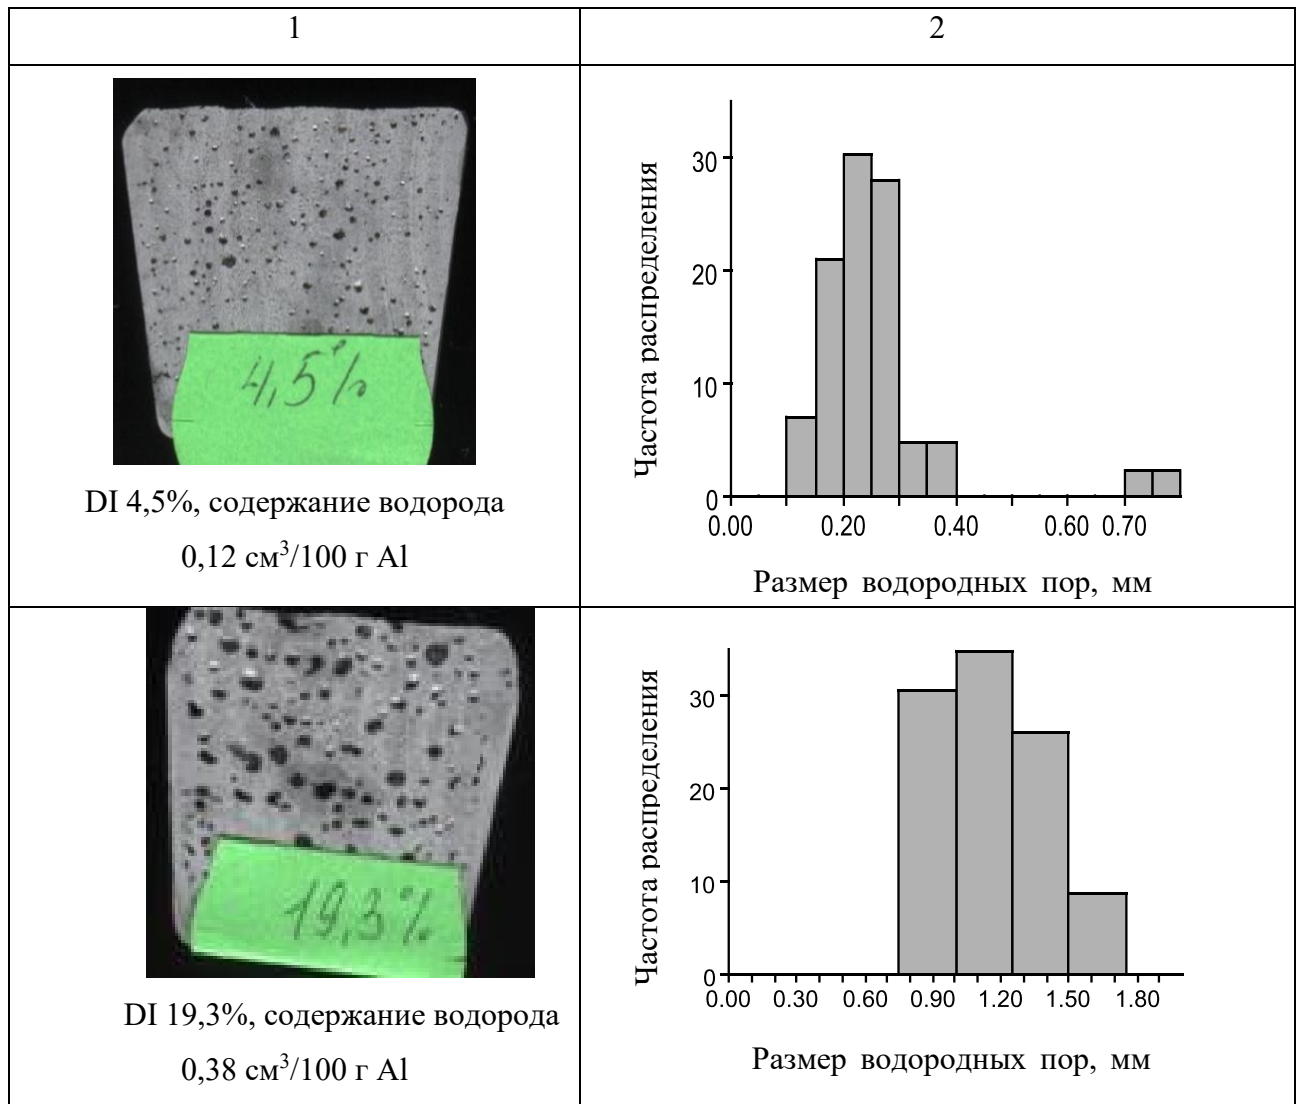 1
2
4,5%
DI 4,5%, содержание водорода
0,12 см³/100 г Al
Частота распределения
30
20
10
0
0.00 0.20 0.40 0.60 0.70
Размер водородных пор, мм
19,3%
DI 19,3%, содержание водорода
0,38 см³/100 г Al
Частота распределения
30
20
10
0
0.00 0.30 0.60 0.90 1.20 1.50 1.80
Размер водородных пор, мм